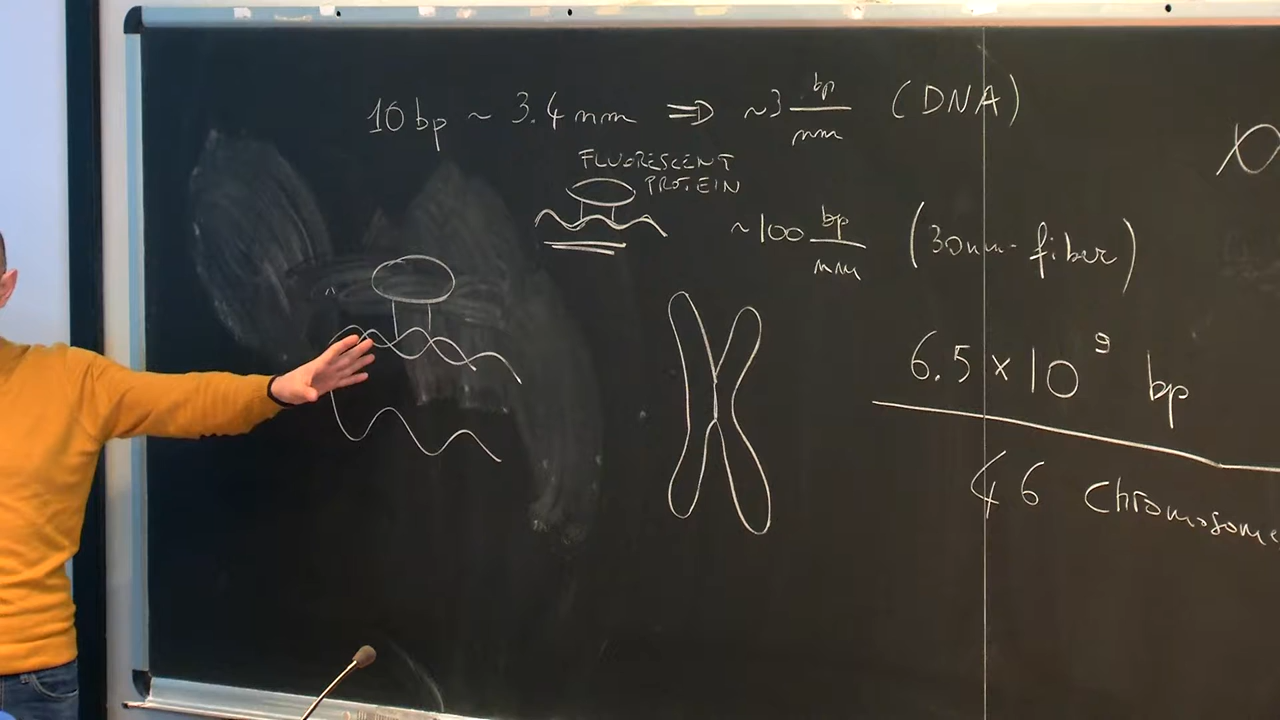 10 bp ~ 3.4 nm ⇒ ~3 bp/nm (DNA)
FLUORESCENT
PROTEIN
~100 bp/nm (30nm-fiber)
6.5 × 10⁹ bp
46 Chromosome